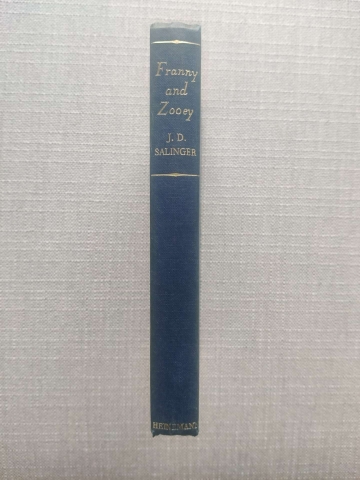 Franny
and
Zooey
J. D.
SALINGER
HEINEMANN